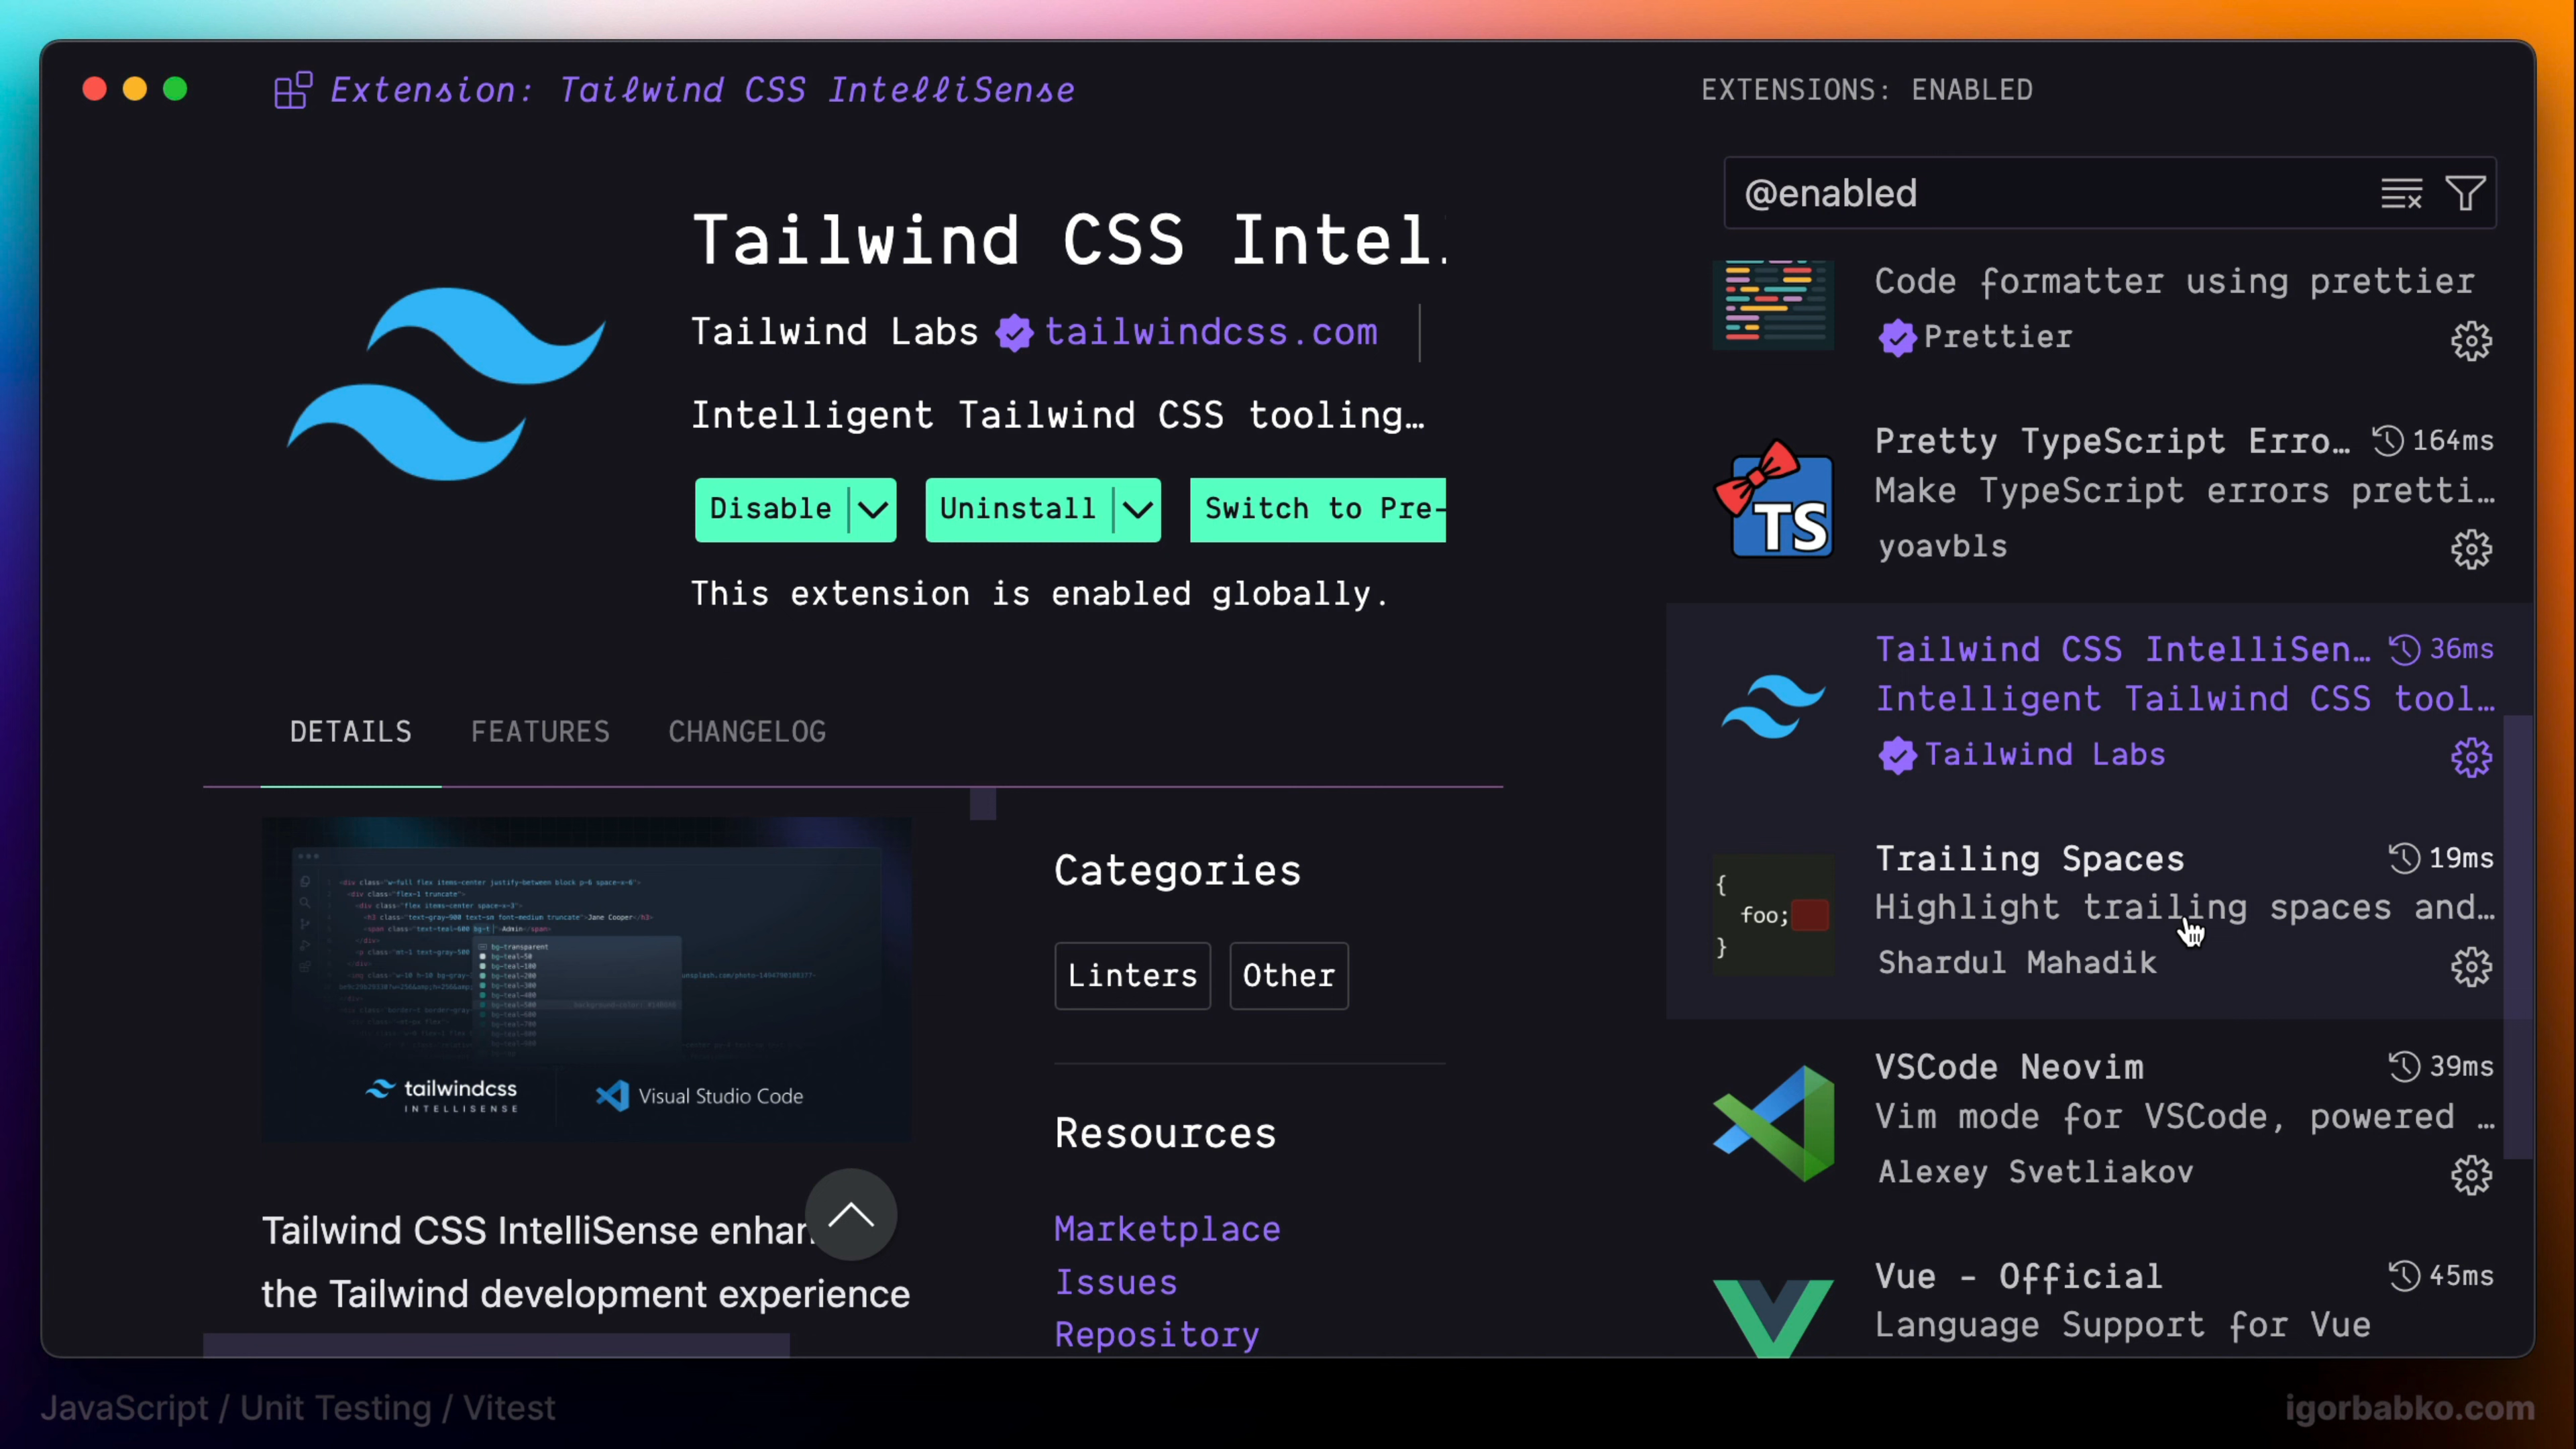 Extension: Tailwind CSS IntelliSense
Tailwind CSS Intel
Tailwind Labs tailwindcss.com
Intelligent Tailwind CSS tooling…
Disable
Uninstall
Switch to Pre-
This extension is enabled globally.
DETAILS FEATURES CHANGELOG
tailwindcss
INTELLISENSE
Visual Studio Code
Tailwind CSS IntelliSense enhan
the Tailwind development experience
Categories
Linters
Other
Resources
Marketplace
Issues
Repository
EXTENSIONS: ENABLED
@enabled
Code formatter using prettier
Prettier
Pretty TypeScript Erro… 164ms
Make TypeScript errors pretti…
yoavbls
TS
Tailwind CSS IntelliSen… 36ms
Intelligent Tailwind CSS tool…
Tailwind Labs
{
foo;
}
Trailing Spaces 19ms
Highlight trailing spaces and…
Shardul Mahadik
VSCode Neovim 39ms
Vim mode for VSCode, powered …
Alexey Svetliakov
Vue - Official 45ms
Language Support for Vue
JavaScript / Unit Testing / Vitest
igorbabko.com